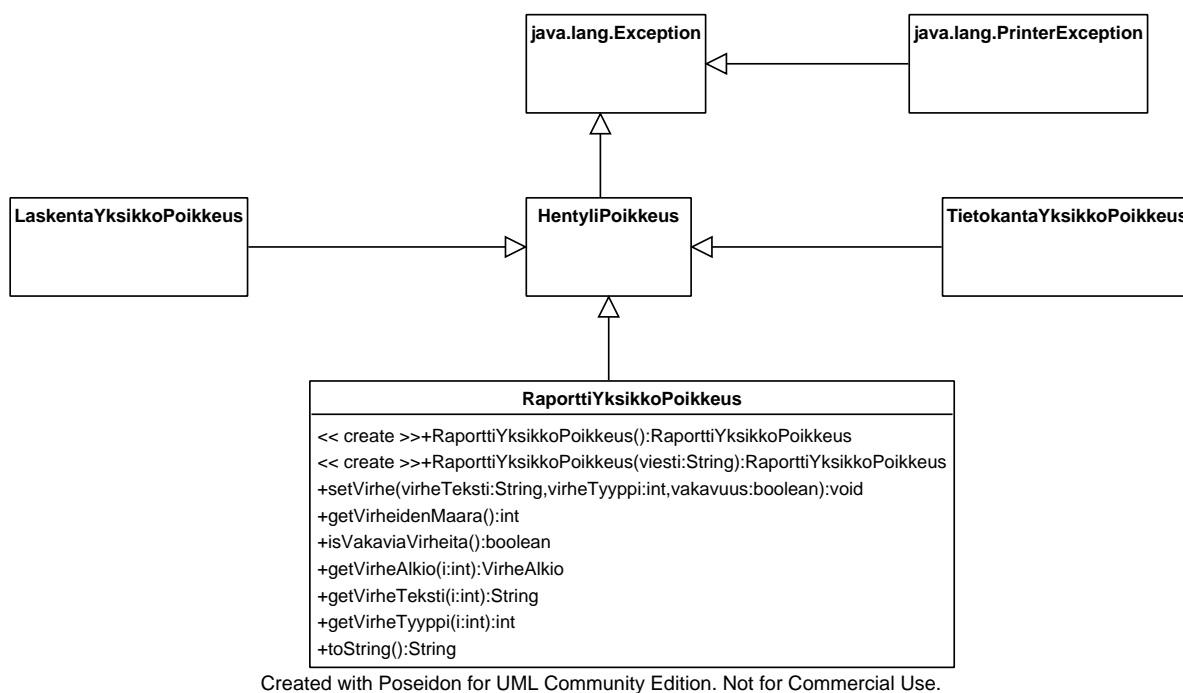 java.lang.Exception
java.lang.PrinterException
LaskentaYksikkoPoikkeus
HentyliPoikkeus
TietokantaYksikkoPoikkeus
RaporttiYksikkoPoikkeus
<< create >>+RaporttiYksikkoPoikkeus():RaporttiYksikkoPoikkeus
<< create >>+RaporttiYksikkoPoikkeus(viesti:String):RaporttiYksikkoPoikkeus
+setVirhe(virheTeksti:String,virheTyyppi:int,vakavuus:boolean):void
+getVirheidenMaara():int
+isVakaviaVirheita():boolean
+getVirheAlkio(i:int):VirheAlkio
+getVirheTeksti(i:int):String
+getVirheTyyppi(i:int):int
+toString():String
Created with Poseidon for UML Community Edition. Not for Commercial Use.